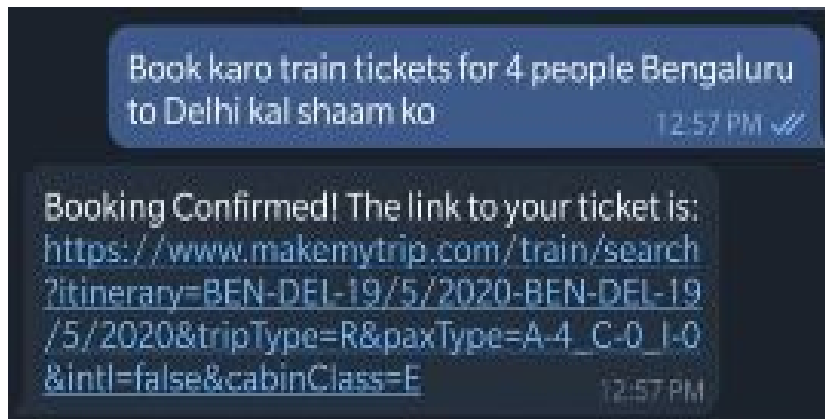 Book karo train tickets for 4 people Bengaluru
to Delhi kal shaam ko
12:57 PM
Booking Confirmed! The link to your ticket is:
https://www.makemytrip.com/train/search
?itinerary=BEN-DEL-19/5/2020-BEN-DEL-19
/5/2020&tripType=R&paxType=A-4_C-0_I-0
&intl=false&cabinClass=E
12:57 PM